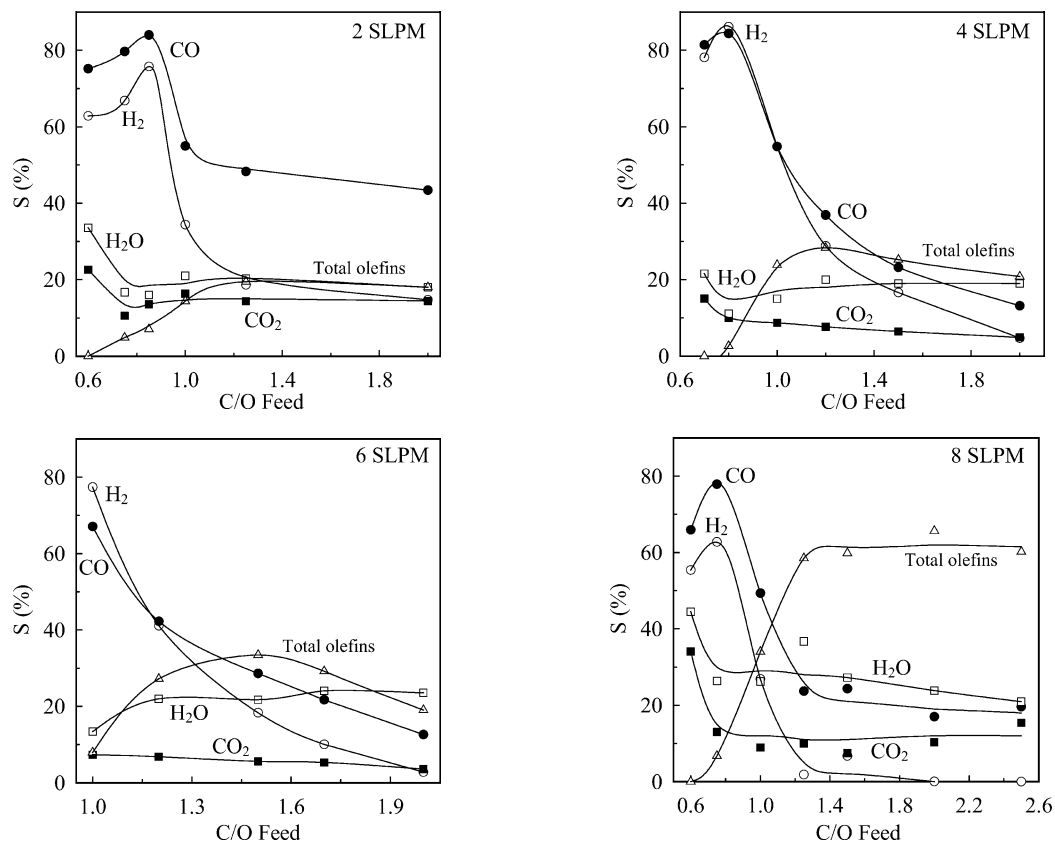 2 SLPM
80
60
40
20
0
S (%)
CO
H₂
H₂O
Total olefins
CO₂
0.6 1.0 1.4 1.8
C/O Feed
4 SLPM
80
60
40
20
0
S (%)
H₂
CO
Total olefins
H₂O
CO₂
0.6 1.0 1.4 1.8
C/O Feed
6 SLPM
80
60
40
20
0
S (%)
H₂
CO
Total olefins
H₂O
CO₂
1.0 1.3 1.6 1.9
C/O Feed
8 SLPM
80
60
40
20
0
S (%)
CO
H₂
Total olefins
H₂O
CO₂
0.6 1.0 1.4 1.8 2.2 2.6
C/O Feed